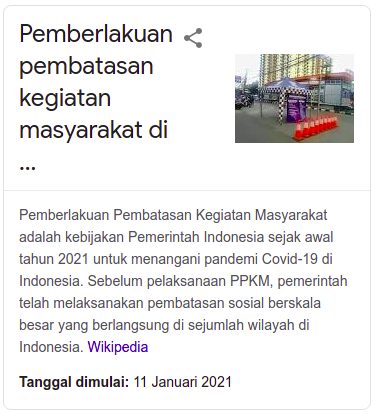 Pemberlakuan
pembatasan
kegiatan
masyarakat di
...
Pemberlakuan Pembatasan Kegiatan Masyarakat
adalah kebijakan Pemerintah Indonesia sejak awal
tahun 2021 untuk menangani pandemi Covid-19 di
Indonesia. Sebelum pelaksanaan PPKM, pemerintah
telah melaksanakan pembatasan sosial berskala
besar yang berlangsung di sejumlah wilayah di
Indonesia. Wikipedia
Tanggal dimulai: 11 Januari 2021